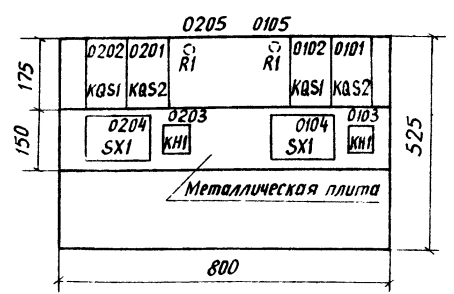 0205 0105
0202 0201 0102 0101
R1 R1
KQS1 KQS2 KQS1 KQS2
175
0204 0203 0104 0103
SX1 KH1 SX1 KH1
150
525
Металлическая плита
800